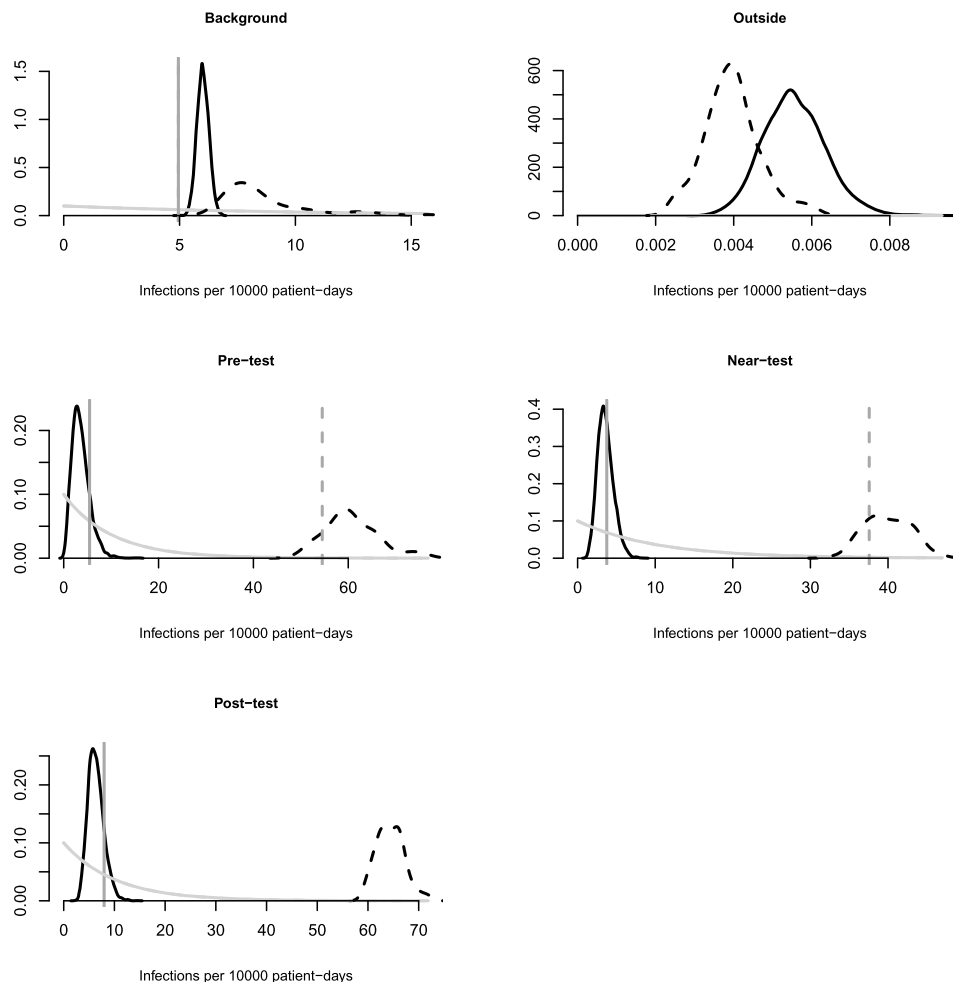 Background
0.0 0.5 1.0 1.5
0 5 10 15
Infections per 10000 patient−days
Outside
0 200 400 600
0.000 0.002 0.004 0.006 0.008
Infections per 10000 patient−days
Pre−test
0.00 0.10 0.20
0 20 40 60
Infections per 10000 patient−days
Near−test
0.0 0.1 0.2 0.3 0.4
0 10 20 30 40
Infections per 10000 patient−days
Post−test
0.00 0.10 0.20
0 10 20 30 40 50 60 70
Infections per 10000 patient−days